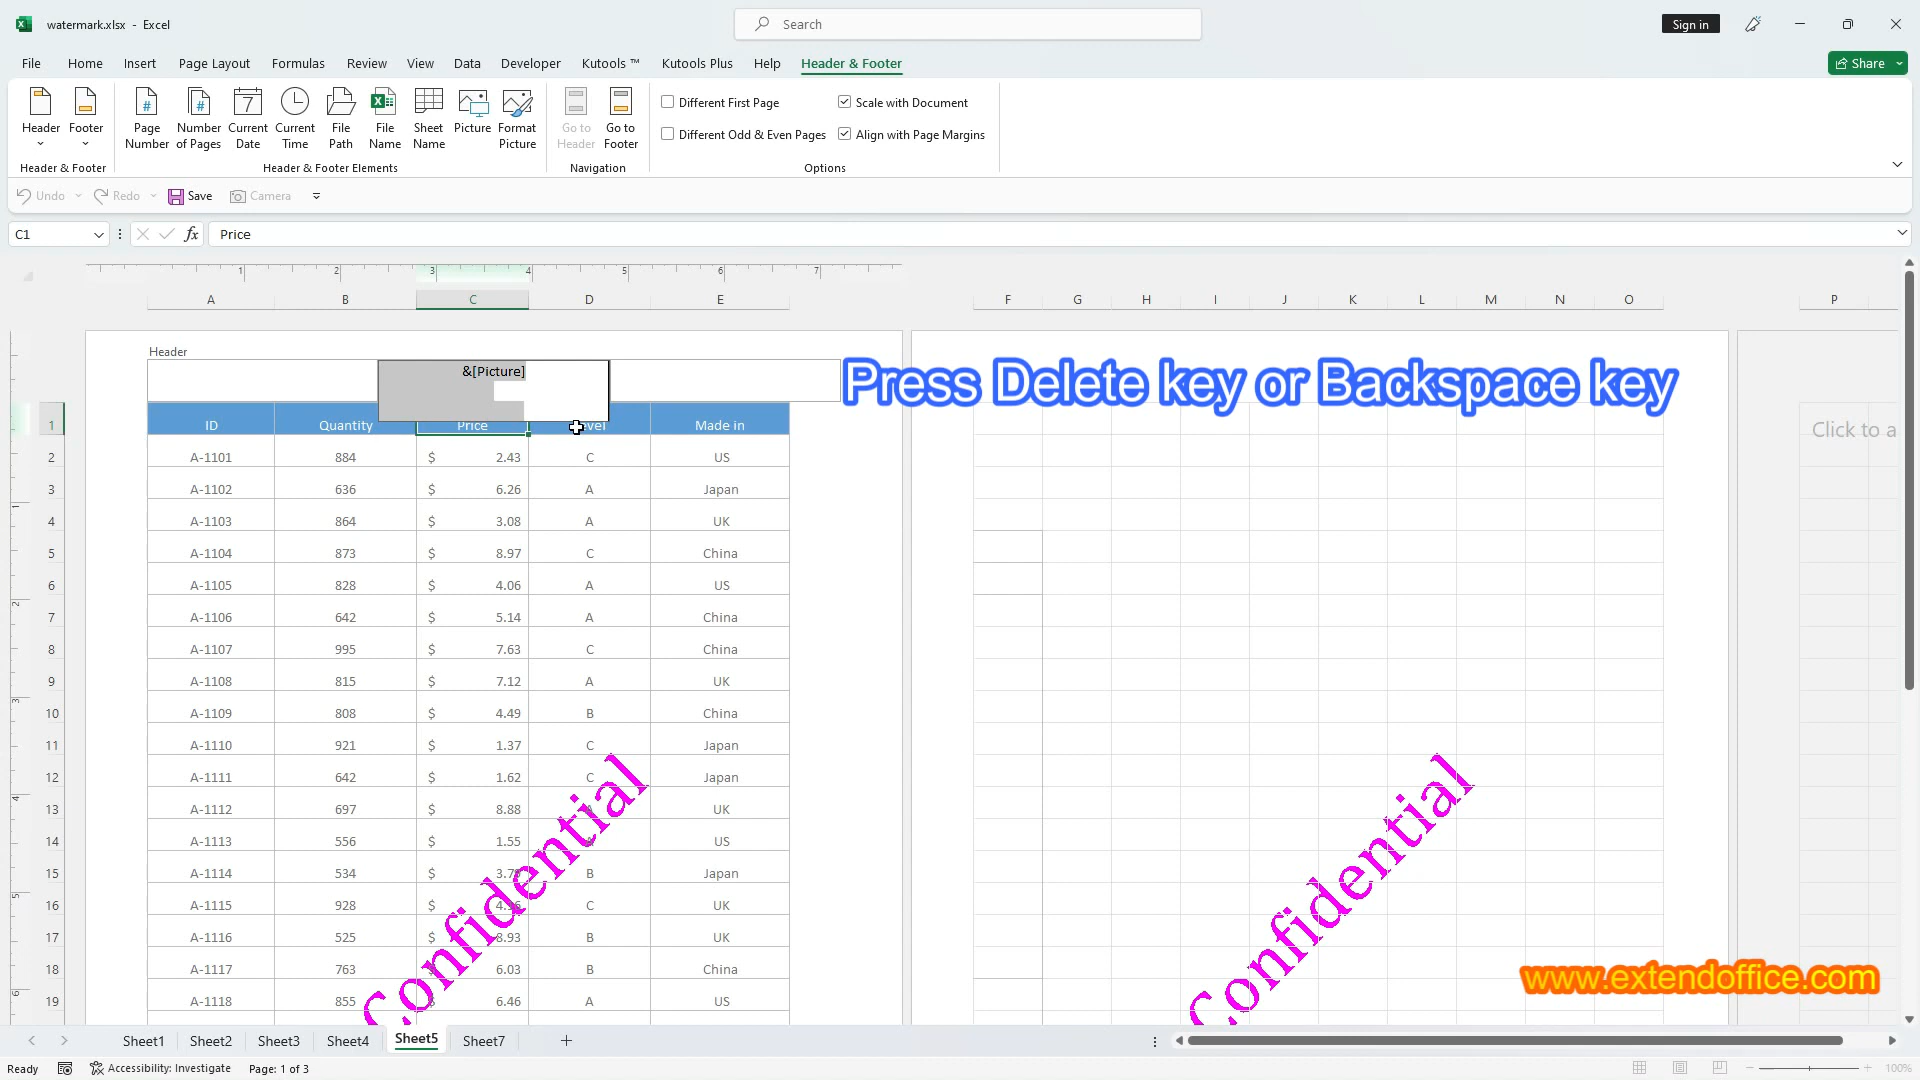 watermark.xlsx - Excel
Search
Sign in
File Home Insert Page Layout Formulas Review View Data Developer Kutools ™ Kutools Plus Help Header & Footer
Share
Header Footer
Header & Footer
Page Number Number of Pages Current Date Current Time File Path File Name Sheet Name Picture Format Picture
Header & Footer Elements
Go to Header Go to Footer
Navigation
Different First Page Scale with Document
Different Odd & Even Pages Align with Page Margins
Options
Undo Redo Save Camera
C1 fx Price
1 2 3 4 5 6 7
A B C D E F G H I J K L M N O P
Header
&[Picture]
Press Delete key or Backspace key
1 ID Quantity Price Made in
Click to a
2 A-1101 884 $ 2.43 C US
3 A-1102 636 $ 6.26 A Japan
4 A-1103 864 $ 3.08 A UK
5 A-1104 873 $ 8.97 C China
6 A-1105 828 $ 4.06 A US
7 A-1106 642 $ 5.14 A China
8 A-1107 995 $ 7.63 C China
9 A-1108 815 $ 7.12 A UK
10 A-1109 808 $ 4.49 B China
11 A-1110 921 $ 1.37 C Japan
12 A-1111 642 $ 1.62 C Japan
13 A-1112 697 $ 8.88 A UK
14 A-1113 556 $ 1.55 US
15 A-1114 534 $ B Japan
16 A-1115 928 $ C UK
17 A-1116 525 $ 8.93 B UK
18 A-1117 763 6.03 B China
19 A-1118 855 $ 6.46 A US
Confidential
Confidential
www.extendoffice.com
Sheet1 Sheet2 Sheet3 Sheet4 Sheet5 Sheet7
Ready Accessibility: Investigate Page: 1 of 3 100%